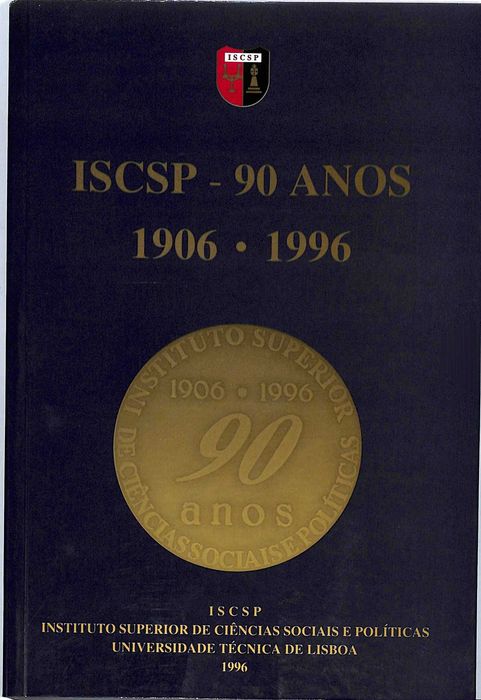 ISCSP
ISCSP - 90 ANOS
1906 • 1996
INSTITUTO SUPERIOR
DE CIÊNCIAS SOCIAIS E POLÍTICAS
1906 • 1996
90
anos
ISCSP
INSTITUTO SUPERIOR DE CIÊNCIAS SOCIAIS E POLÍTICAS
UNIVERSIDADE TÉCNICA DE LISBOA
1996